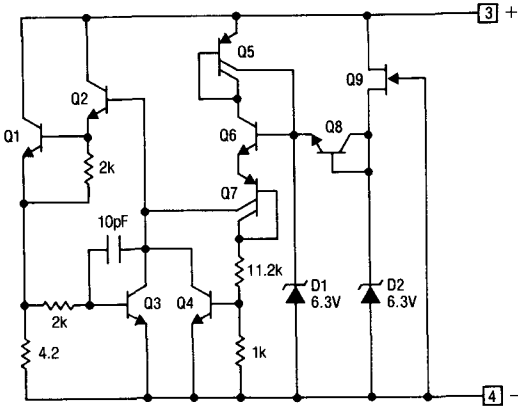 3 +
Q5
Q9
Q2
Q8
Q1
Q6
2k
Q7
10pF
11.2k
D1
6.3V
D2
6.3V
Q3
Q4
2k
4.2
1k
4 −